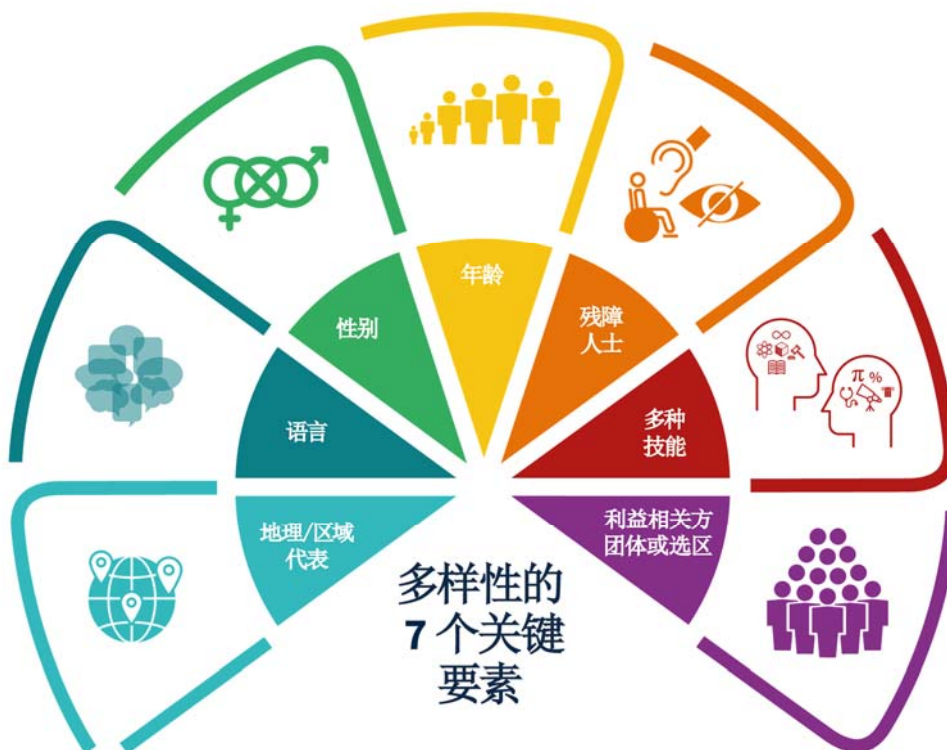 年龄
性别
残障
人士
语言
多种
技能
地理/区域
代表
利益相关方
团体或选区
多样性的
7 个关键
要素
π %
∞